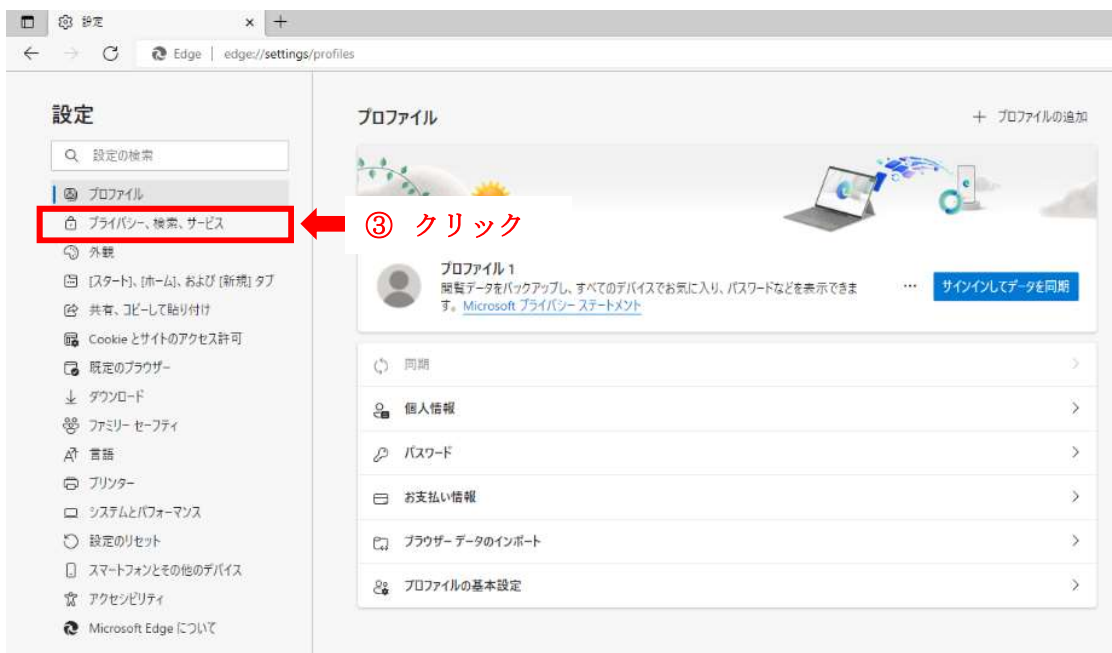 設定
Edge | edge://settings/profiles
設定
設定の検索
プロファイル
プライバシー、検索、サービス
外観
[スタート]、[ホーム]、および [新規] タブ
共有、コピーして貼り付け
Cookie とサイトのアクセス許可
既定のブラウザー
ダウンロード
ファミリー セーフティ
言語
プリンター
システムとパフォーマンス
設定のリセット
スマートフォンとその他のデバイス
アクセシビリティ
Microsoft Edge について
プロファイル
プロファイルの追加
③ クリック
プロファイル 1
閲覧データをバックアップし、すべてのデバイスでお気に入り、パスワードなどを表示できま
す。Microsoft プライバシー ステートメント
サインインしてデータを同期
同期
個人情報
パスワード
お支払い情報
ブラウザー データのインポート
プロファイルの基本設定